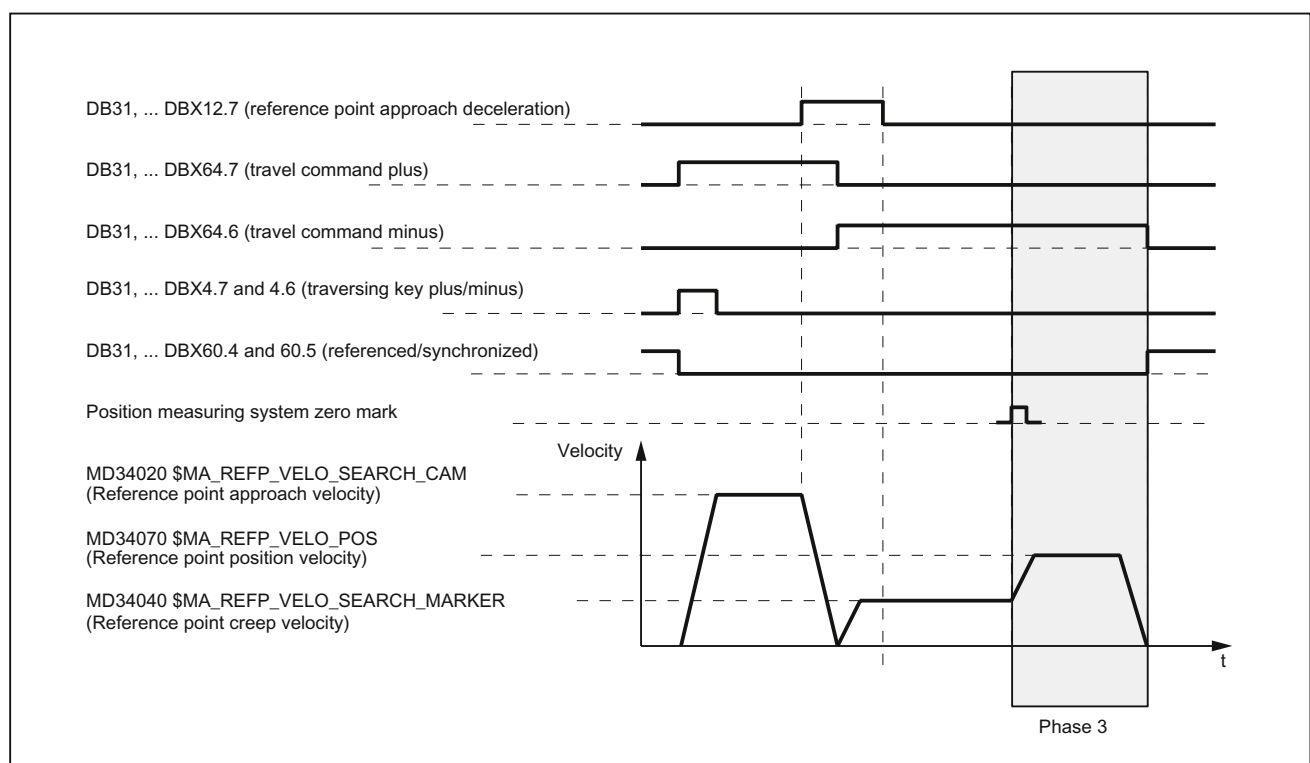 DB31, ... DBX12.7 (reference point approach deceleration)
DB31, ... DBX64.7 (travel command plus)
DB31, ... DBX64.6 (travel command minus)
DB31, ... DBX4.7 and 4.6 (traversing key plus/minus)
DB31, ... DBX60.4 and 60.5 (referenced/synchronized)
Position measuring system zero mark
Velocity
MD34020 $MA_REFP_VELO_SEARCH_CAM
(Reference point approach velocity)
MD34070 $MA_REFP_VELO_POS
(Reference point position velocity)
MD34040 $MA_REFP_VELO_SEARCH_MARKER
(Reference point creep velocity)
t
Phase 3